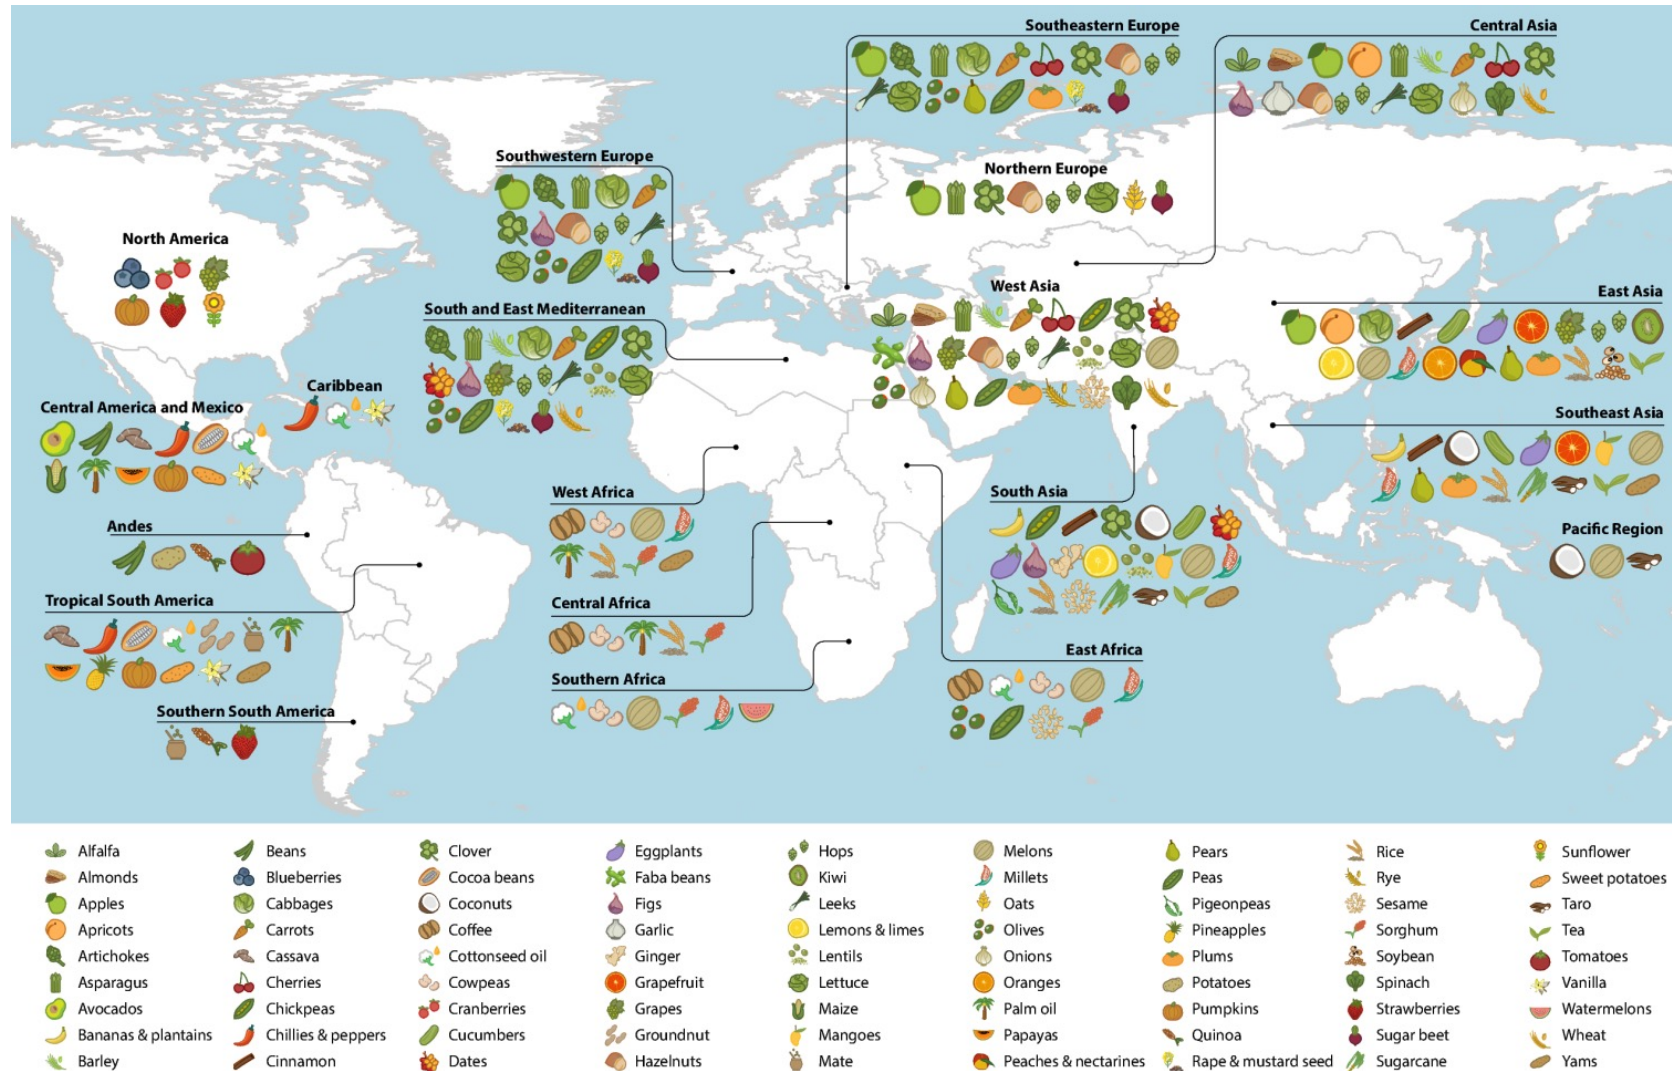 Southeastern Europe
Central Asia
Southwestern Europe
Northern Europe
North America
West Asia
East Asia
South and East Mediterranean
Caribbean
Central America and Mexico
Southeast Asia
West Africa
South Asia
Andes
Pacific Region
Tropical South America
Central Africa
East Africa
Southern Africa
Southern South America
Alfalfa
Almonds
Apples
Apricots
Artichokes
Asparagus
Avocados
Bananas & plantains
Barley
Beans
Blueberries
Cabbages
Carrots
Cassava
Cherries
Chickpeas
Chillies & peppers
Cinnamon
Clover
Cocoa beans
Coconuts
Coffee
Cottonseed oil
Cowpeas
Cranberries
Cucumbers
Dates
Eggplants
Faba beans
Figs
Garlic
Ginger
Grapefruit
Grapes
Groundnut
Hazelnuts
Hops
Kiwi
Leeks
Lemons & limes
Lentils
Lettuce
Maize
Mangoes
Mate
Melons
Millets
Oats
Olives
Onions
Oranges
Palm oil
Papayas
Peaches & nectarines
Pears
Peas
Pigeonpeas
Pineapples
Plums
Potatoes
Pumpkins
Quinoa
Rape & mustard seed
Rice
Rye
Sesame
Sorghum
Soybean
Spinach
Strawberries
Sugar beet
Sugarcane
Sunflower
Sweet potatoes
Taro
Tea
Tomatoes
Vanilla
Watermelons
Wheat
Yams